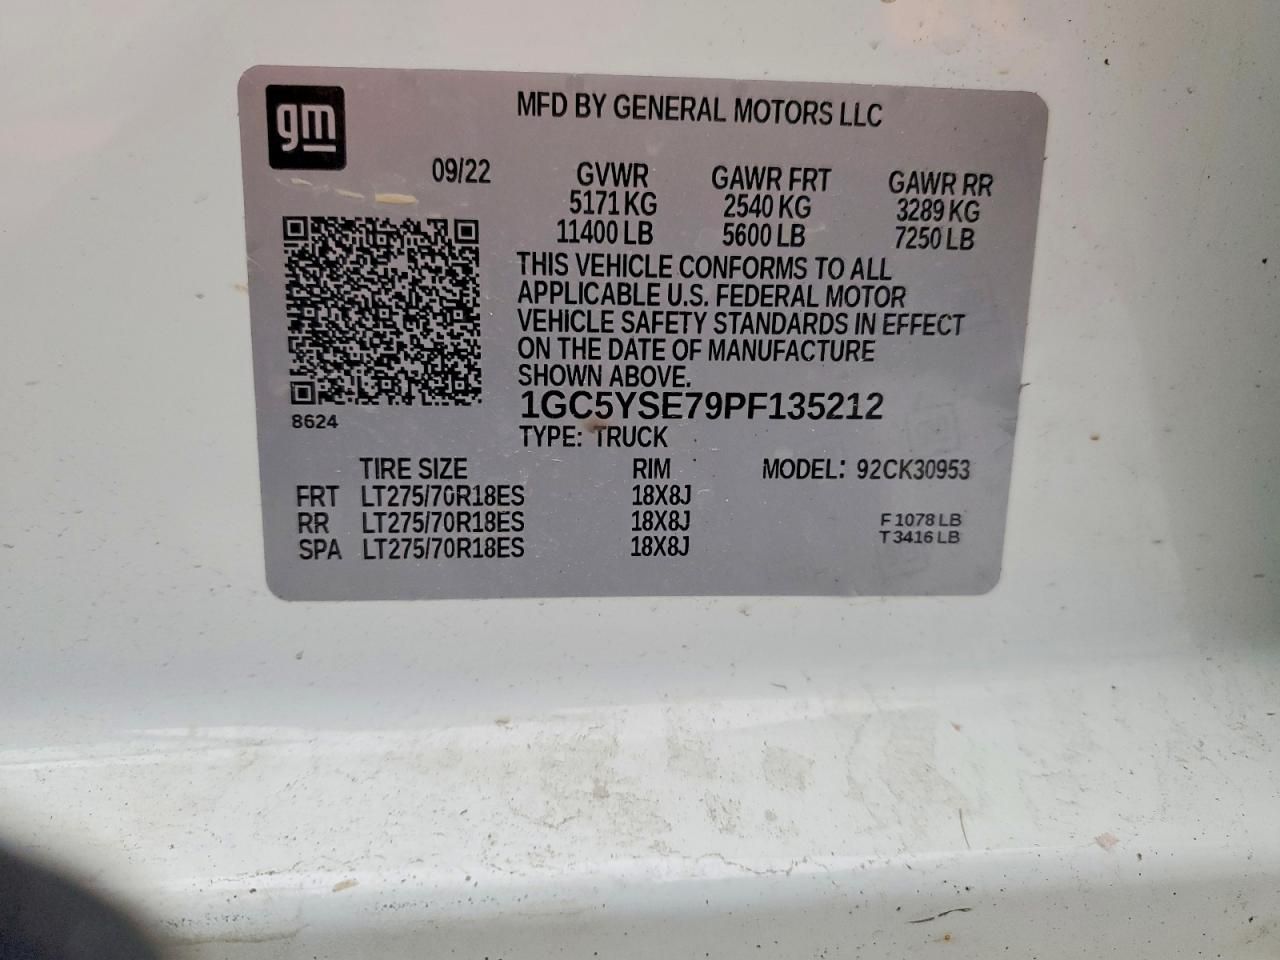 gm
MFD BY GENERAL MOTORS LLC
09/22 GVWR GAWR FRT GAWR RR
5171 KG 2540 KG 3289 KG
11400 LB 5600 LB 7250 LB
THIS VEHICLE CONFORMS TO ALL
APPLICABLE U.S. FEDERAL MOTOR
VEHICLE SAFETY STANDARDS IN EFFECT
ON THE DATE OF MANUFACTURE
SHOWN ABOVE.
8624 1GC5YSE79PF135212
TYPE: TRUCK
TIRE SIZE RIM MODEL: 92CK30953
FRT LT275/70R18ES 18X8J
RR LT275/70R18ES 18X8J F 1078 LB
SPA LT275/70R18ES 18X8J T 3416 LB